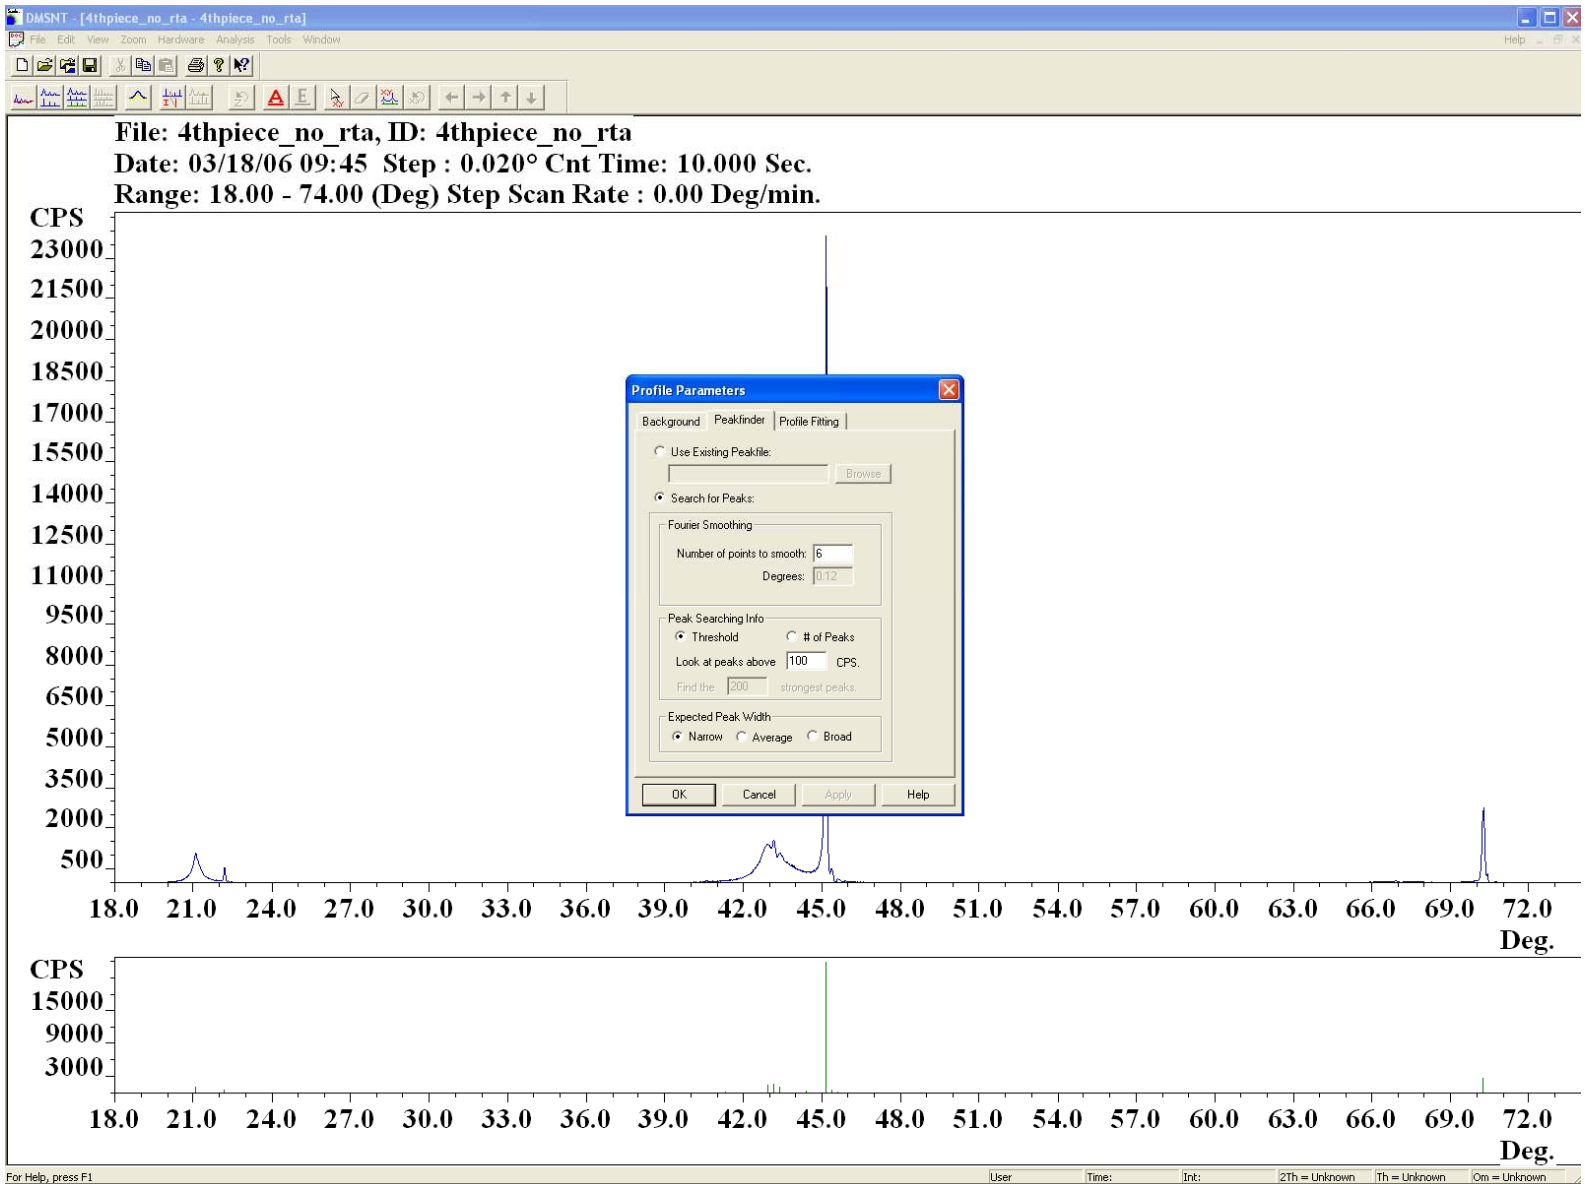 DMSNT - [4thpiece_no_rta - 4thpiece_no_rta]
File Edit View Zoom Hardware Analysis Tools Window Help
File: 4thpiece_no_rta, ID: 4thpiece_no_rta
Date: 03/18/06 09:45 Step : 0.020° Cnt Time: 10.000 Sec.
Range: 18.00 - 74.00 (Deg) Step Scan Rate : 0.00 Deg/min.
CPS
23000
21500
20000
18500
17000
15500
14000
12500
11000
9500
8000
6500
5000
3500
2000
500
18.0 21.0 24.0 27.0 30.0 33.0 36.0 39.0 42.0 45.0 48.0 51.0 54.0 57.0 60.0 63.0 66.0 69.0 72.0
Deg.
Profile Parameters
Background Peakfinder Profile Fitting
Use Existing Peakfile:
Browse
Search for Peaks:
Fourier Smoothing
Number of points to smooth: 6
Degrees: 0.12
Peak Searching Info
Threshold # of Peaks
Look at peaks above 100 CPS.
Find the 200 strongest peaks.
Expected Peak Width
Narrow Average Broad
OK Cancel Apply Help
CPS
15000
9000
3000
18.0 21.0 24.0 27.0 30.0 33.0 36.0 39.0 42.0 45.0 48.0 51.0 54.0 57.0 60.0 63.0 66.0 69.0 72.0
Deg.
For Help, press F1 User Time: Int: 2Th = Unknown Th = Unknown Om = Unknown